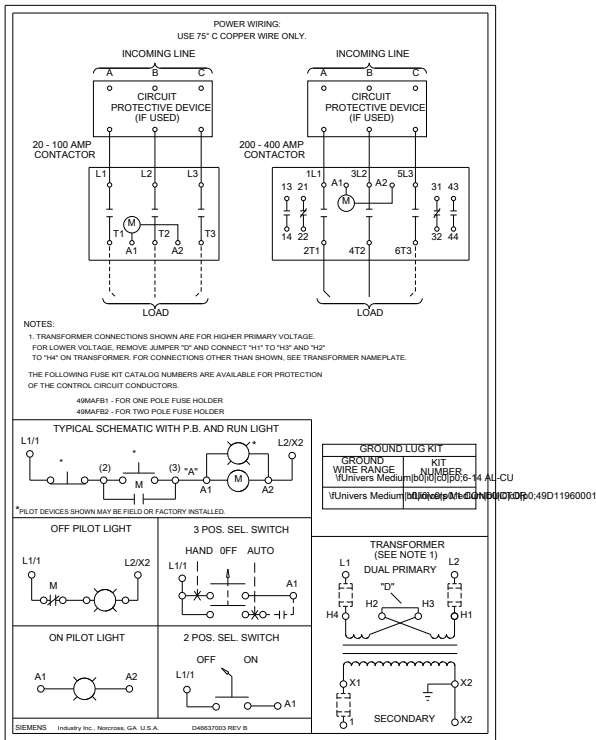 POWER WIRING:
USE 75° C COPPER WIRE ONLY.
INCOMING LINE
A B C
CIRCUIT
PROTECTIVE DEVICE
(IF USED)
20 - 100 AMP
CONTACTOR
L1 L2 L3
M
T1 T2 T3
A1 A2
LOAD
INCOMING LINE
A B C
CIRCUIT
PROTECTIVE DEVICE
(IF USED)
200 - 400 AMP
CONTACTOR
1L1 3L2 5L3
13 21 A1 A2 31 43
M
14 22 32 44
2T1 4T2 6T3
LOAD
NOTES:
1. TRANSFORMER CONNECTIONS SHOWN ARE FOR HIGHER PRIMARY VOLTAGE.
FOR LOWER VOLTAGE, REMOVE JUMPER "D" AND CONNECT "H1" TO "H3" AND "H2"
TO "H4" ON TRANSFORMER. FOR CONNECTIONS OTHER THAN SHOWN, SEE TRANSFORMER NAMEPLATE.
THE FOLLOWING FUSE KIT CATALOG NUMBERS ARE AVAILABLE FOR PROTECTION
OF THE CONTROL CIRCUIT CONDUCTORS.
49MAFB1 - FOR ONE POLE FUSE HOLDER
49MAFB2 - FOR TWO POLE FUSE HOLDER
TYPICAL SCHEMATIC WITH P.B. AND RUN LIGHT
L1/1 * (2) * (3) "A" * L2/X2
M A1 M A2
*PILOT DEVICES SHOWN MAY BE FIELD OR FACTORY INSTALLED.
GROUND LUG KIT
GROUND
WIRE RANGE
KIT
NUMBER
\fUnivers Medium|b0|i0|c0|p0;6-14 AL-CU
49D11960001
OFF PILOT LIGHT
L1/1 L2/X2
M
3 POS. SEL. SWITCH
HAND 0FF AUTO
L1/1 A1
ON PILOT LIGHT
A1 A2
2 POS. SEL. SWITCH
OFF ON
L1/1
A1
TRANSFORMER
(SEE NOTE 1)
L1 DUAL PRIMARY L2
"D"
H4 H2 H3 H1
X1 X2
SECONDARY
1 X2
SIEMENS Industry Inc., Norcross, GA U.S.A. D46637003 REV B